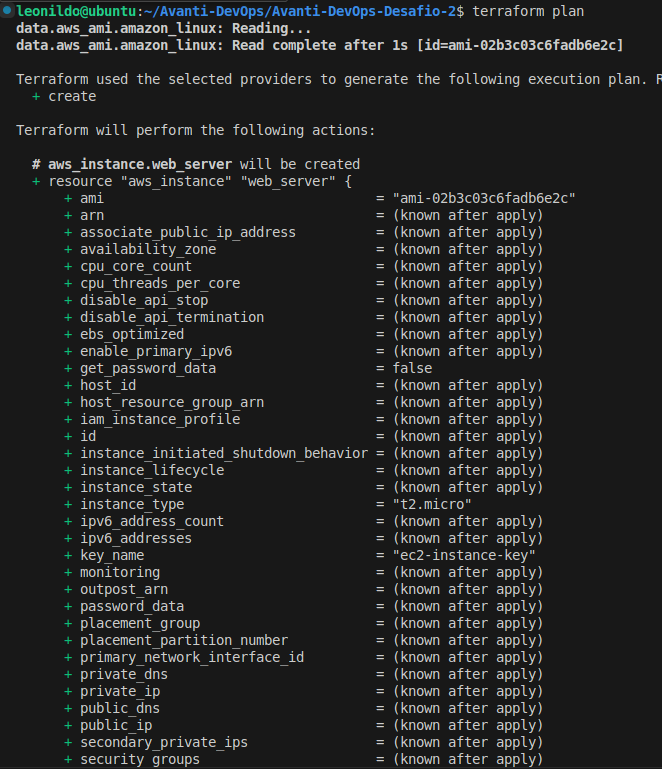 leonildo@ubuntu:~/Avanti-DevOps/Avanti-DevOps-Desafio-2$ terraform plan
data.aws_ami.amazon_linux: Reading...
data.aws_ami.amazon_linux: Read complete after 1s [id=ami-02b3c03c6fadb6e2c]
Terraform used the selected providers to generate the following execution plan. R
+ create
Terraform will perform the following actions:
# aws_instance.web_server will be created
+ resource "aws_instance" "web_server" {
+ ami = "ami-02b3c03c6fadb6e2c"
+ arn = (known after apply)
+ associate_public_ip_address = (known after apply)
+ availability_zone = (known after apply)
+ cpu_core_count = (known after apply)
+ cpu_threads_per_core = (known after apply)
+ disable_api_stop = (known after apply)
+ disable_api_termination = (known after apply)
+ ebs_optimized = (known after apply)
+ enable_primary_ipv6 = (known after apply)
+ get_password_data = false
+ host_id = (known after apply)
+ host_resource_group_arn = (known after apply)
+ iam_instance_profile = (known after apply)
+ id = (known after apply)
+ instance_initiated_shutdown_behavior = (known after apply)
+ instance_lifecycle = (known after apply)
+ instance_state = (known after apply)
+ instance_type = "t2.micro"
+ ipv6_address_count = (known after apply)
+ ipv6_addresses = (known after apply)
+ key_name = "ec2-instance-key"
+ monitoring = (known after apply)
+ outpost_arn = (known after apply)
+ password_data = (known after apply)
+ placement_group = (known after apply)
+ placement_partition_number = (known after apply)
+ primary_network_interface_id = (known after apply)
+ private_dns = (known after apply)
+ private_ip = (known after apply)
+ public_dns = (known after apply)
+ public_ip = (known after apply)
+ secondary_private_ips = (known after apply)
+ security_groups = (known after apply)